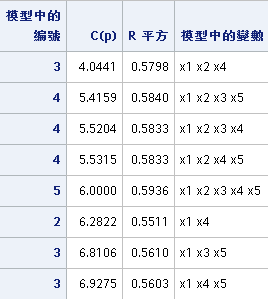 模型中的編號 C(p) R 平方 模型中的變數
3 4.0441 0.5798 x1 x2 x4
4 5.4159 0.5840 x1 x2 x3 x5
4 5.5204 0.5833 x1 x2 x3 x4
4 5.5315 0.5833 x1 x2 x4 x5
5 6.0000 0.5936 x1 x2 x3 x4 x5
2 6.2822 0.5511 x1 x4
3 6.8106 0.5610 x1 x3 x5
3 6.9275 0.5603 x1 x4 x5